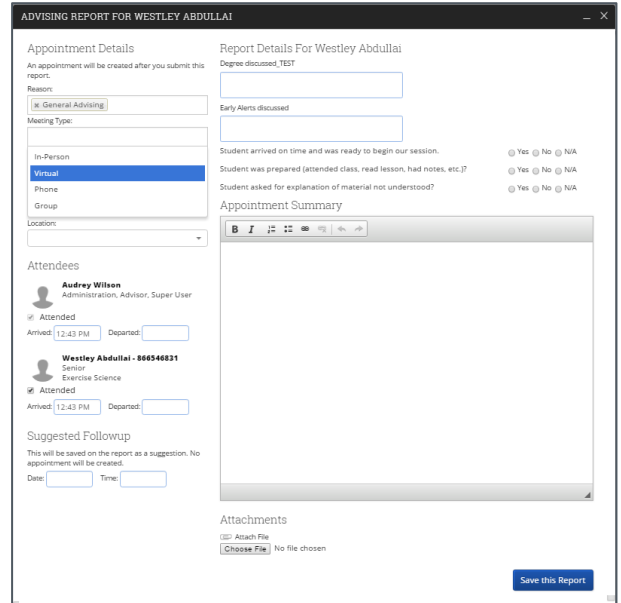 ADVISING REPORT FOR WESTLEY ABDULLAI
Appointment Details
An appointment will be created after you submit this
report.
Reason:
× General Advising
Meeting Type:
In-Person
Virtual
Phone
Group
Location:
Attendees
Audrey Wilson
Administration, Advisor, Super User
Attended
Arrived: 12:43 PM Departed:
Westley Abdullai - 866546831
Senior
Exercise Science
Attended
Arrived: 12:43 PM Departed:
Suggested Followup
This will be saved on the report as a suggestion. No
appointment will be created.
Date: Time:
Report Details For Westley Abdullai
Degree discussed_TEST
Early Alerts discussed
Student arrived on time and was ready to begin our session. Yes No N/A
Student was prepared (attended class, read lesson, had notes, etc.)? Yes No N/A
Student asked for explanation of material not understood? Yes No N/A
Appointment Summary
B I
Attachments
Attach File
Choose File No file chosen
Save this Report